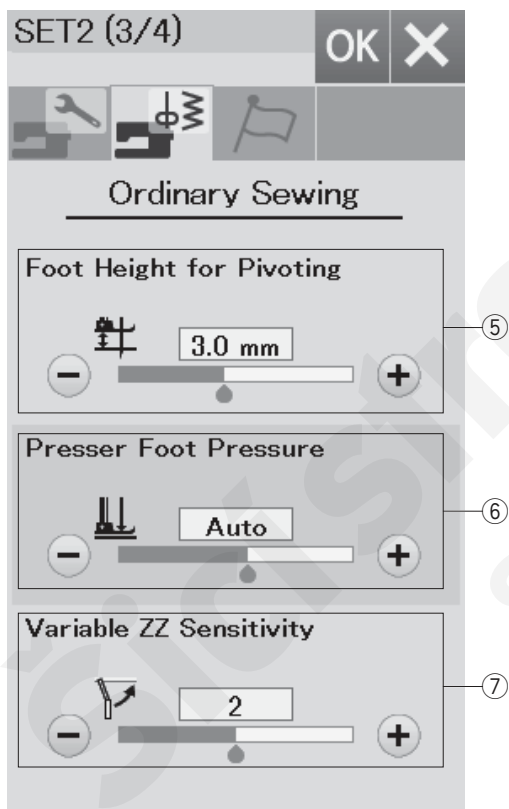 SET2 (3/4)
OK
Ordinary Sewing
Foot Height for Pivoting
3.0 mm
− +
⑤
Presser Foot Pressure
Auto
− +
⑥
Variable ZZ Sensitivity
2
− +
⑦